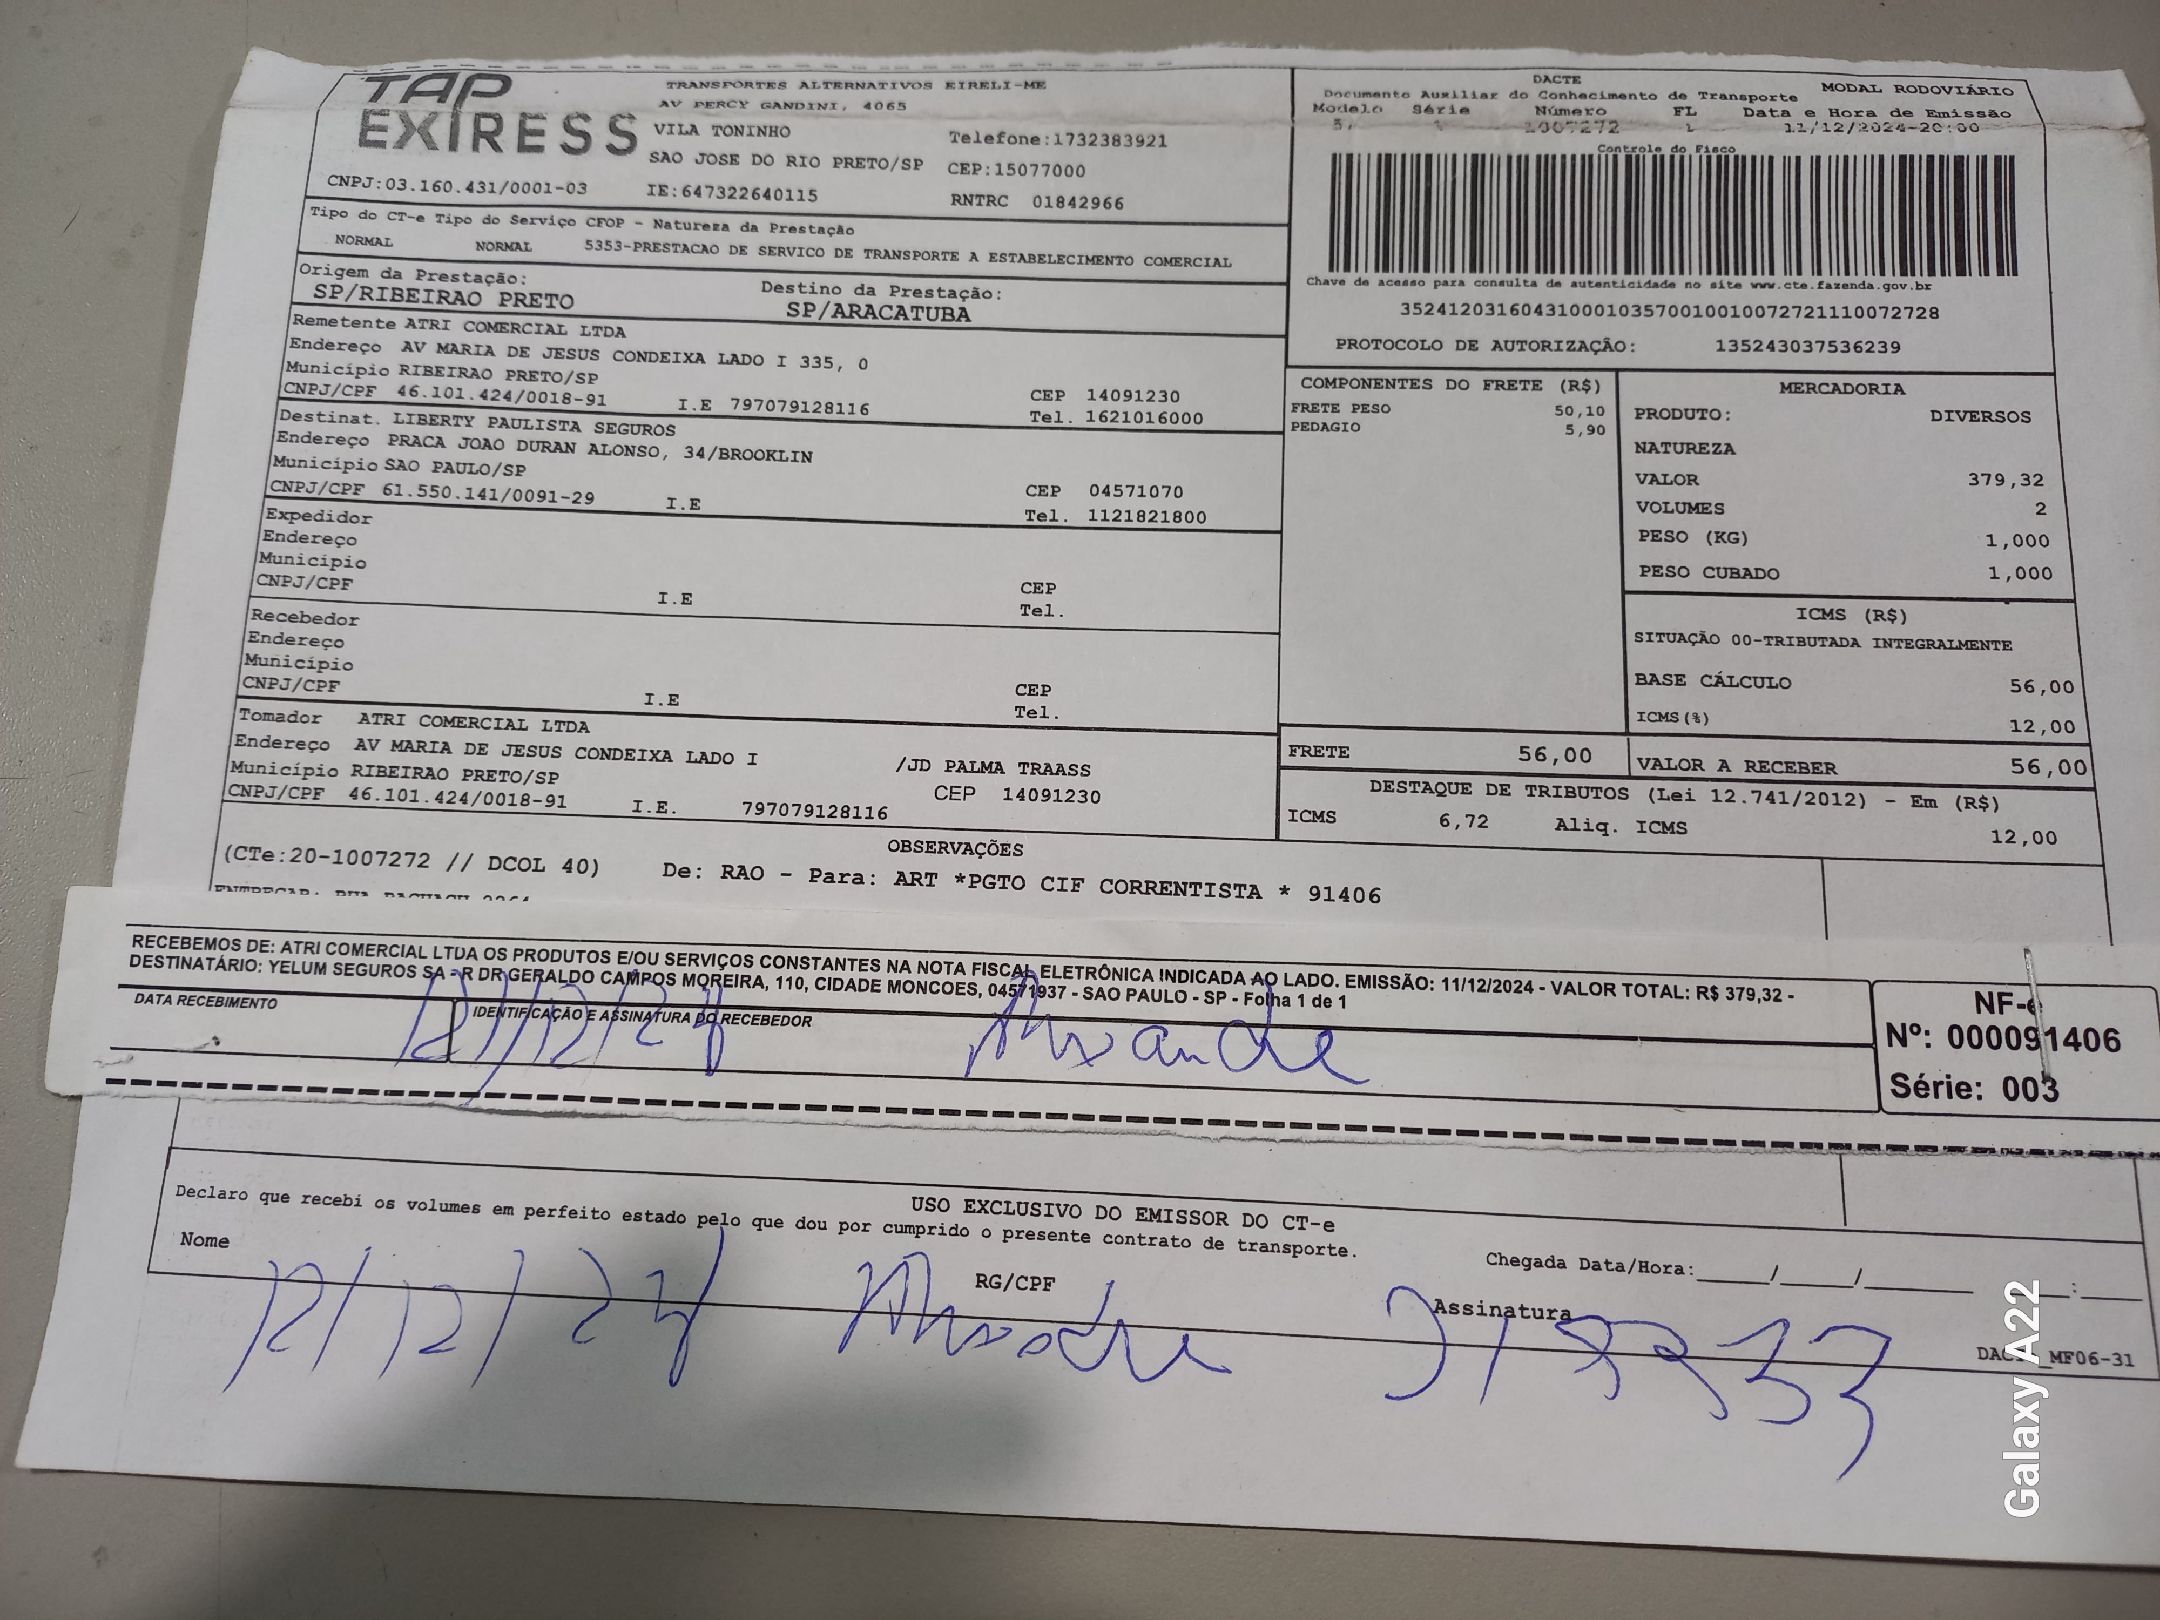 TAP EXPRESS
TRANSPORTES ALTERNATIVOS EIRELI-ME
AV PERCY GANDINI, 4065
VILA TONINHO Telefone:1732383921
SAO JOSE DO RIO PRETO/SP CEP:15077000
CNPJ:03.160.431/0001-03 IE:647322640115 RNTRC 01842966
Tipo do CT-e Tipo do Serviço CFOP - Natureza da Prestação
NORMAL NORMAL 5353-PRESTACAO DE SERVICO DE TRANSPORTE A ESTABELECIMENTO COMERCIAL
Origem da Prestação: Destino da Prestação:
SP/RIBEIRAO PRETO SP/ARACATUBA
Remetente ATRI COMERCIAL LTDA
Endereço AV MARIA DE JESUS CONDEIXA LADO I 335, 0
Município RIBEIRAO PRETO/SP CEP 14091230
CNPJ/CPF 46.101.424/0018-91 I.E 797079128116 Tel. 1621016000
Destinat. LIBERTY PAULISTA SEGUROS
Endereço PRACA JOAO DURAN ALONSO, 34/BROOKLIN
Município SAO PAULO/SP CEP 04571070
CNPJ/CPF 61.550.141/0091-29 I.E Tel. 1121821800
Expedidor
Endereço
Município CEP
CNPJ/CPF I.E Tel.
Recebedor
Endereço
Município CEP
CNPJ/CPF I.E Tel.
Tomador ATRI COMERCIAL LTDA
Endereço AV MARIA DE JESUS CONDEIXA LADO I /JD PALMA TRAASS
Município RIBEIRAO PRETO/SP CEP 14091230
CNPJ/CPF 46.101.424/0018-91 I.E. 797079128116
DACTE MODAL RODOVIÁRIO
Documento Auxiliar do Conhecimento de Transporte
Modelo Série Número FL Data e Hora de Emissão
1007272 1 11/12/2024-20:00
Controle do Fisco
Chave de acesso para consulta de autenticidade no site www.cte.fazenda.gov.br
35241203160431000103570010010072721110072728
PROTOCOLO DE AUTORIZAÇÃO: 135243037536239
COMPONENTES DO FRETE (R$)
FRETE PESO 50,10
PEDAGIO 5,90
MERCADORIA
PRODUTO: DIVERSOS
NATUREZA
VALOR 379,32
VOLUMES 2
PESO (KG) 1,000
PESO CUBADO 1,000
ICMS (R$)
SITUAÇÃO 00-TRIBUTADA INTEGRALMENTE
BASE CÁLCULO 56,00
ICMS(%) 12,00
FRETE 56,00 VALOR A RECEBER 56,00
DESTAQUE DE TRIBUTOS (Lei 12.741/2012) - Em (R$)
ICMS 6,72 Aliq. ICMS 12,00
OBSERVAÇÕES
(CTe:20-1007272 // DCOL 40) De: RAO - Para: ART *PGTO CIF CORRENTISTA * 91406
RECEBEMOS DE: ATRI COMERCIAL LTDA OS PRODUTOS E/OU SERVIÇOS CONSTANTES NA NOTA FISCAL ELETRÔNICA INDICADA AO LADO. EMISSÃO: 11/12/2024 - VALOR TOTAL: R$ 379,32 -
DESTINATÁRIO: YELUM SEGUROS SA - R DR GERALDO CAMPOS MOREIRA, 110, CIDADE MONCOES, 04571937 - SAO PAULO - SP - Folha 1 de 1
DATA RECEBIMENTO IDENTIFICAÇÃO E ASSINATURA DO RECEBEDOR
12/12/24
NF-e
Nº: 000091406
Série: 003
USO EXCLUSIVO DO EMISSOR DO CT-e
Declaro que recebi os volumes em perfeito estado pelo que dou por cumprido o presente contrato de transporte.
Nome RG/CPF Chegada Data/Hora:____/____/______ __:__
Assinatura
12/12/24
MF06-31
Galaxy A22